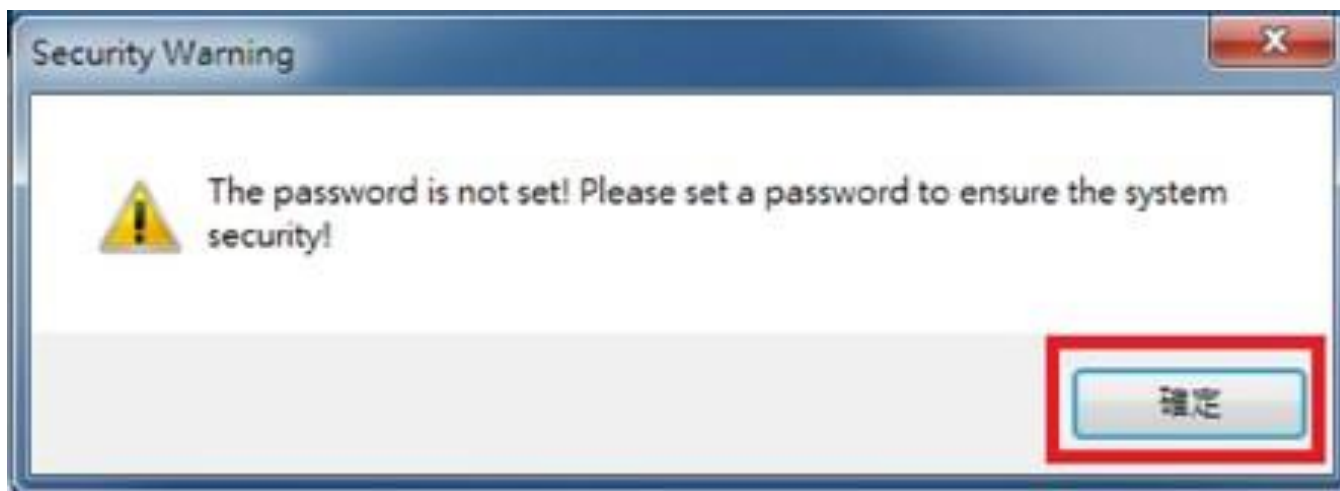 Security Warning
The password is not set! Please set a password to ensure the system
security!
確定